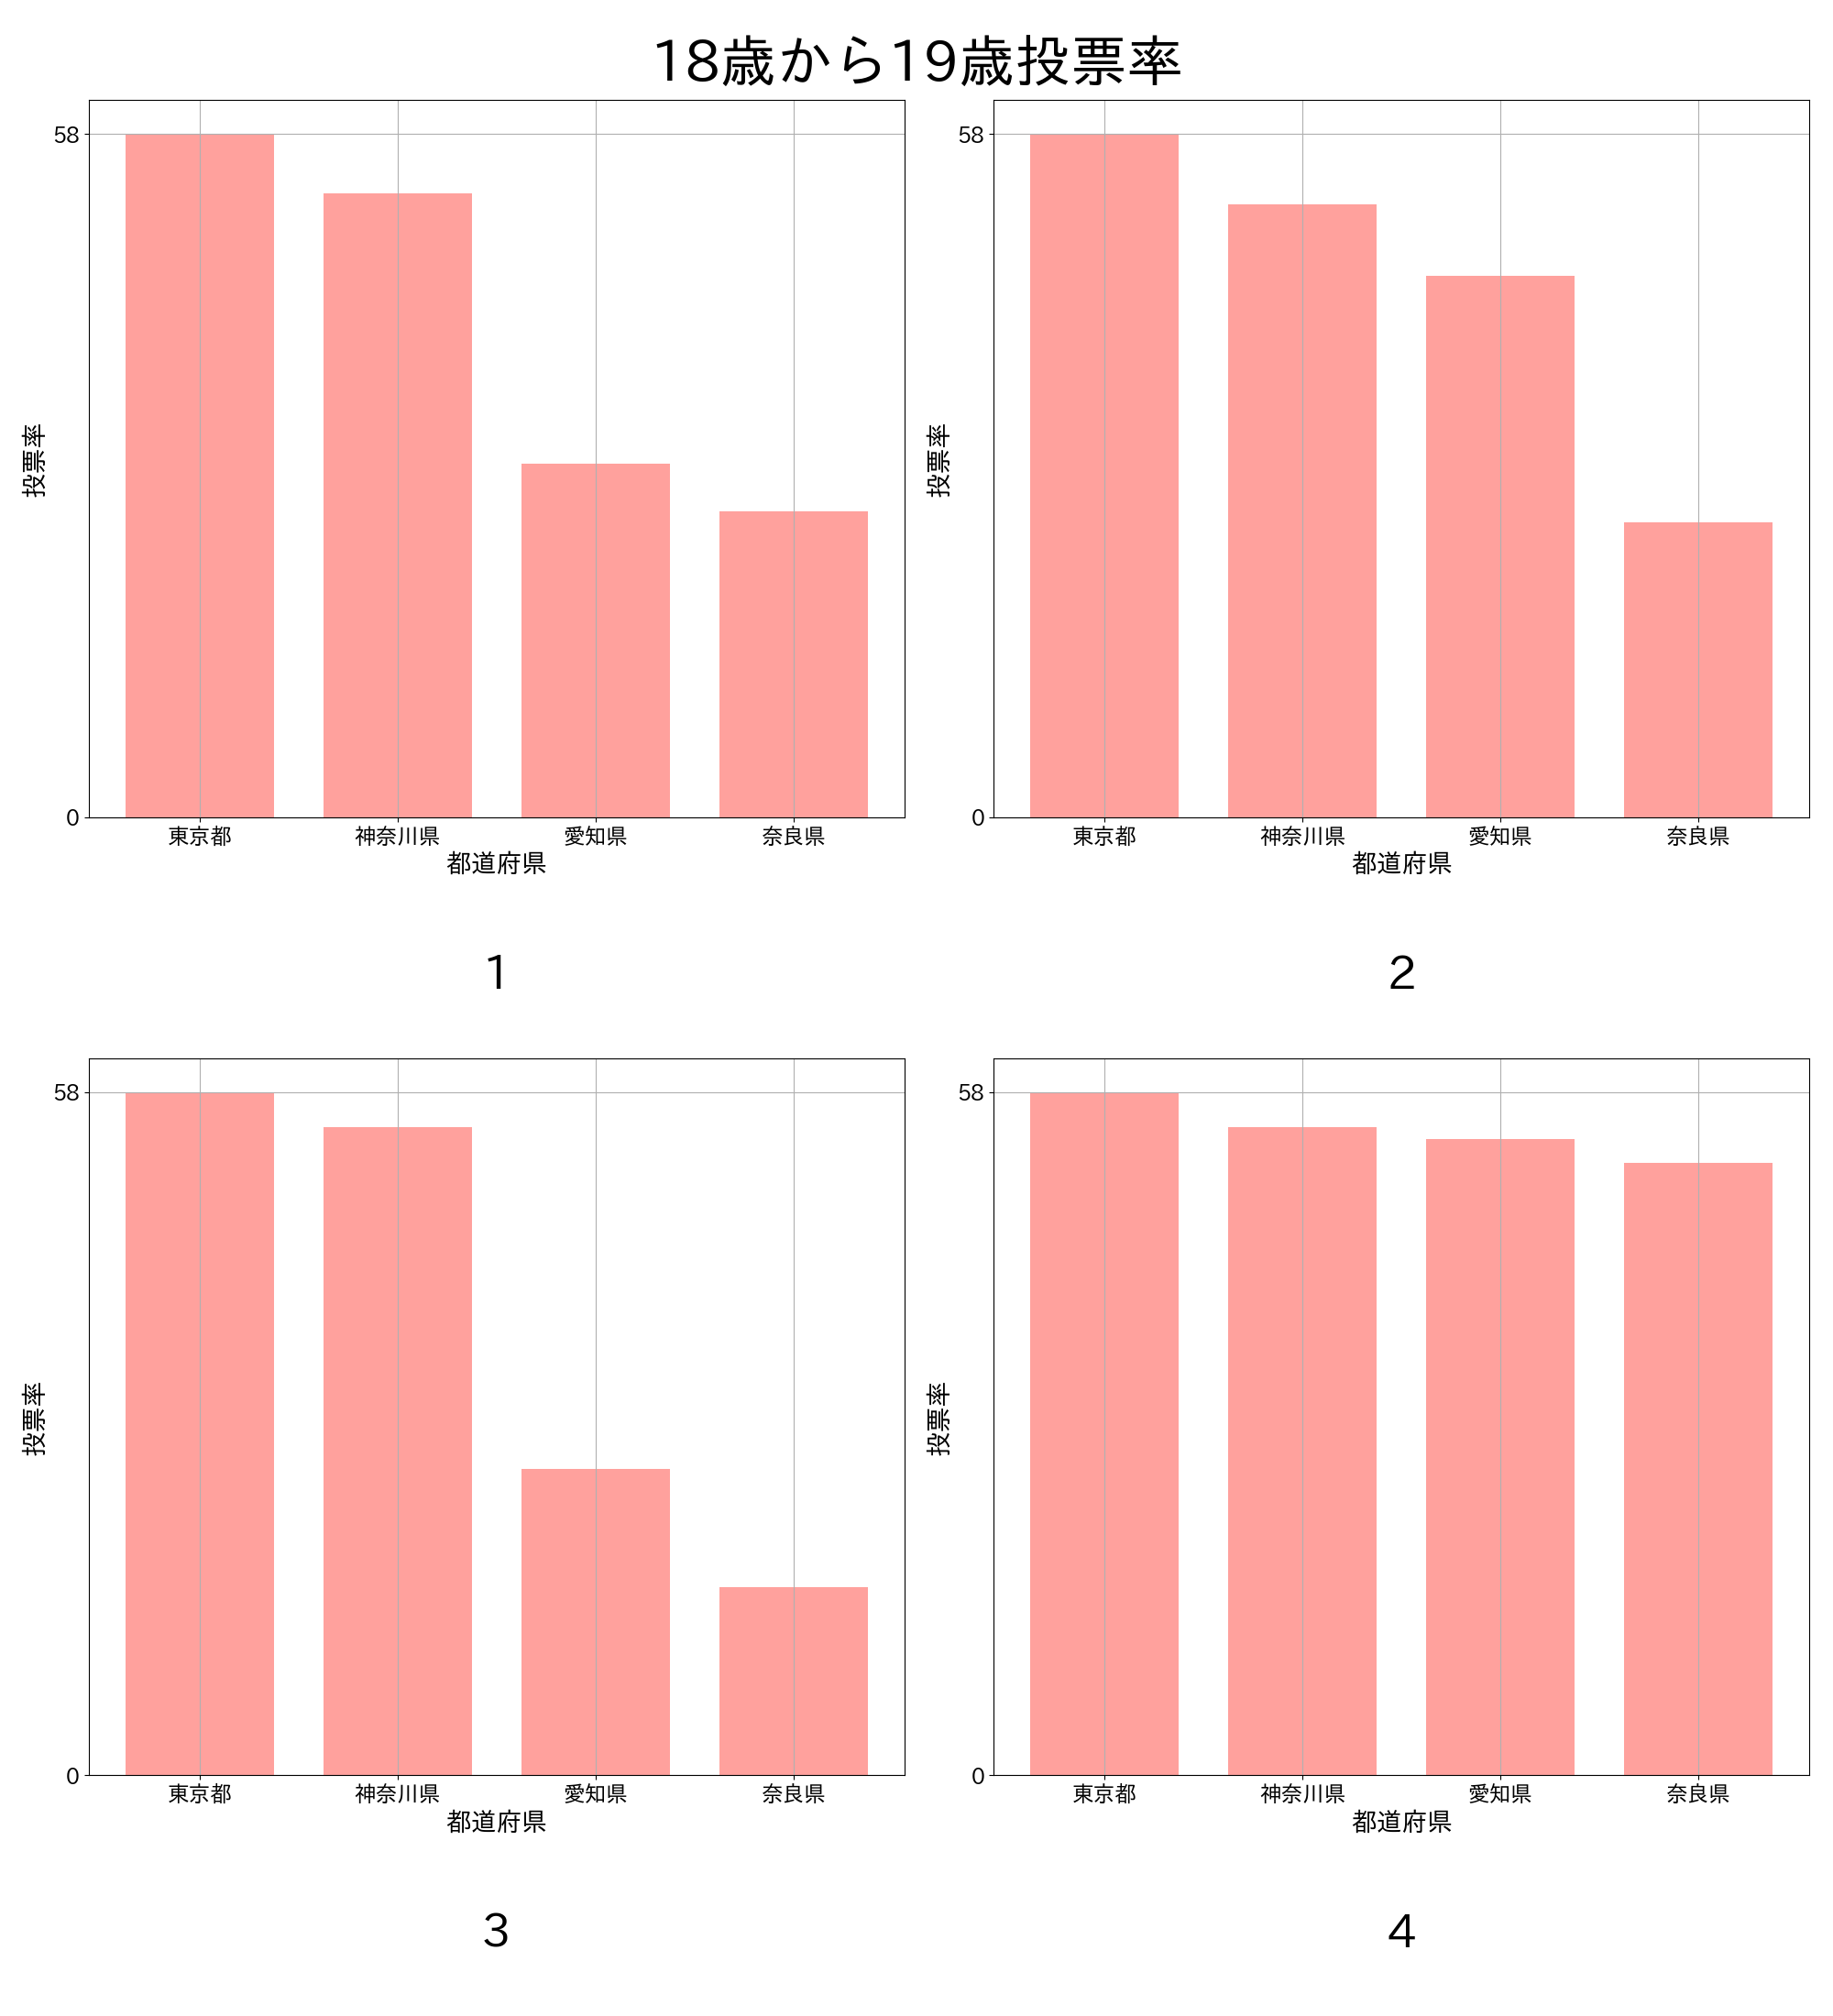 18歳から19歳投票率
58
0
投票率
東京都 神奈川県 愛知県 奈良県
都道府県
1
58
0
投票率
東京都 神奈川県 愛知県 奈良県
都道府県
2
58
0
投票率
東京都 神奈川県 愛知県 奈良県
都道府県
3
58
0
投票率
東京都 神奈川県 愛知県 奈良県
都道府県
4